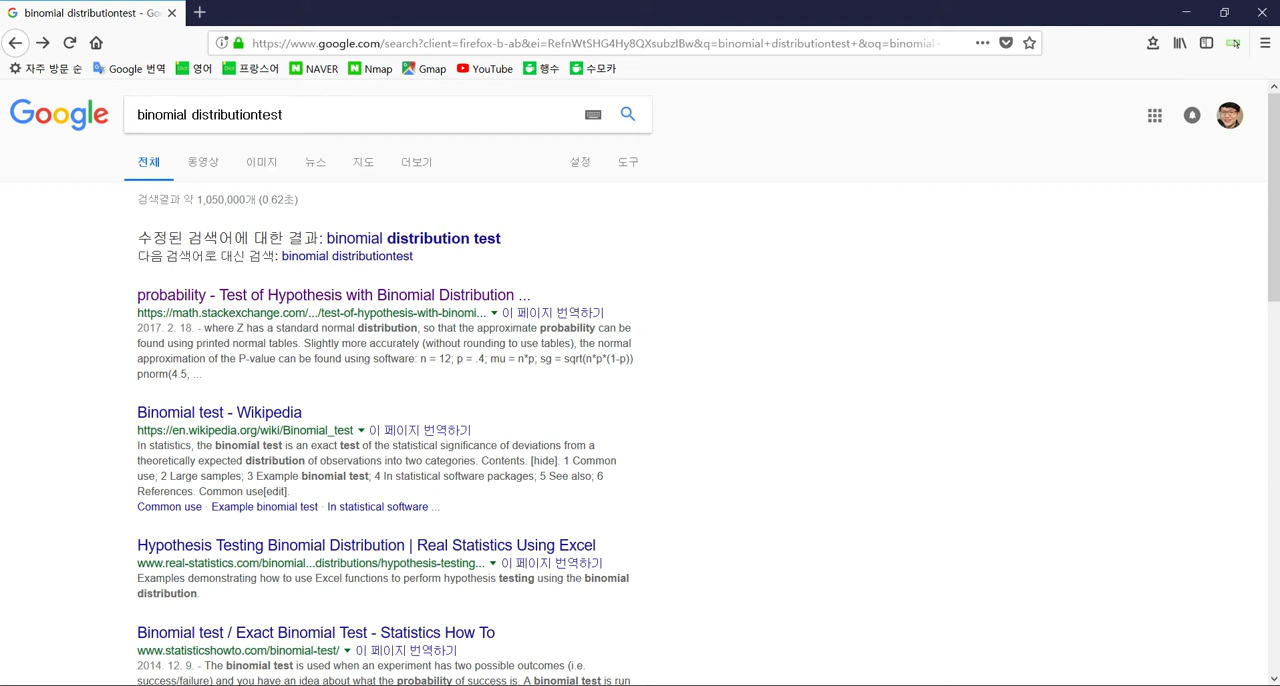 binomial distributiontest - Go
https://www.google.com/search?client=firefox-b-ab&ei=RefnWtSHG4Hy8QXsubzIBw&q=binomial+distributiontest+&oq=binomial
자주 방문 순 Google 번역 영어 프랑스어 NAVER Nmap Gmap YouTube 행수 수모카
Google binomial distributiontest
전체 동영상 이미지 뉴스 지도 더보기 설정 도구
검색결과 약 1,050,000개 (0.62초)
수정된 검색어에 대한 결과: binomial distribution test
다음 검색어로 대신 검색: binomial distributiontest
probability - Test of Hypothesis with Binomial Distribution ...
https://math.stackexchange.com/.../test-of-hypothesis-with-binomi... 이 페이지 번역하기
2017. 2. 18. - where Z has a standard normal distribution, so that the approximate probability can be
found using printed normal tables. Slightly more accurately (without rounding to use tables), the normal
approximation of the P-value can be found using software: n = 12; p = .4; mu = n*p; sg = sqrt(n*p*(1-p))
pnorm(4.5, ...
Binomial test - Wikipedia
https://en.wikipedia.org/wiki/Binomial_test 이 페이지 번역하기
In statistics, the binomial test is an exact test of the statistical significance of deviations from a
theoretically expected distribution of observations into two categories. Contents. [hide]. 1 Common
use; 2 Large samples; 3 Example binomial test; 4 In statistical software packages; 5 See also; 6
References. Common use[edit].
Common use · Example binomial test · In statistical software ...
Hypothesis Testing Binomial Distribution | Real Statistics Using Excel
www.real-statistics.com/binomial...distributions/hypothesis-testing... 이 페이지 번역하기
Examples demonstrating how to use Excel functions to perform hypothesis testing using the binomial
distribution.
Binomial test / Exact Binomial Test - Statistics How To
www.statisticshowto.com/binomial-test/ 이 페이지 번역하기
2014. 12. 9. - The binomial test is used when an experiment has two possible outcomes (i.e.
success/failure) and you have an idea about what the probability of success is. A binomial test is run